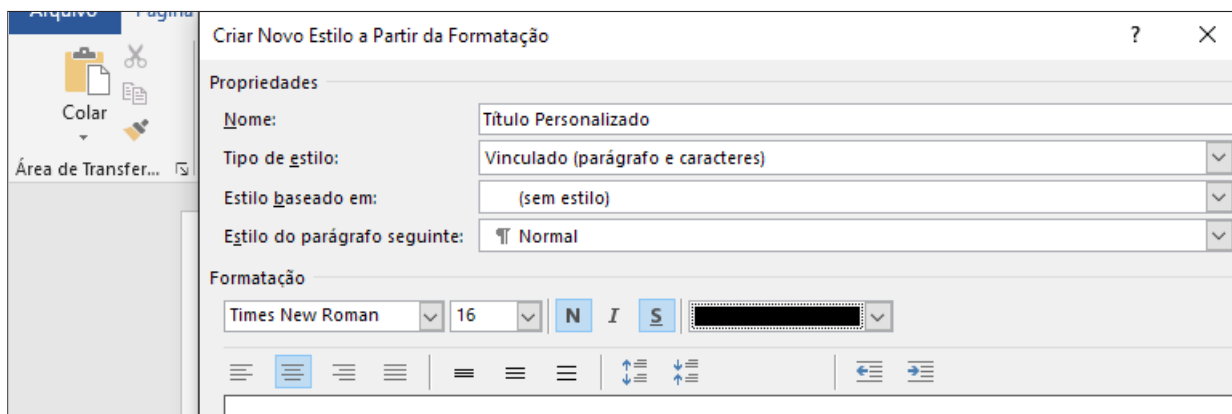 Arquivo Página
Criar Novo Estilo a Partir da Formatação ?
Propriedades
Colar
Nome: Título Personalizado
Tipo de estilo: Vinculado (parágrafo e caracteres)
Área de Transfer...
Estilo baseado em: (sem estilo)
Estilo do parágrafo seguinte: ¶ Normal
Formatação
Times New Roman 16 N I S